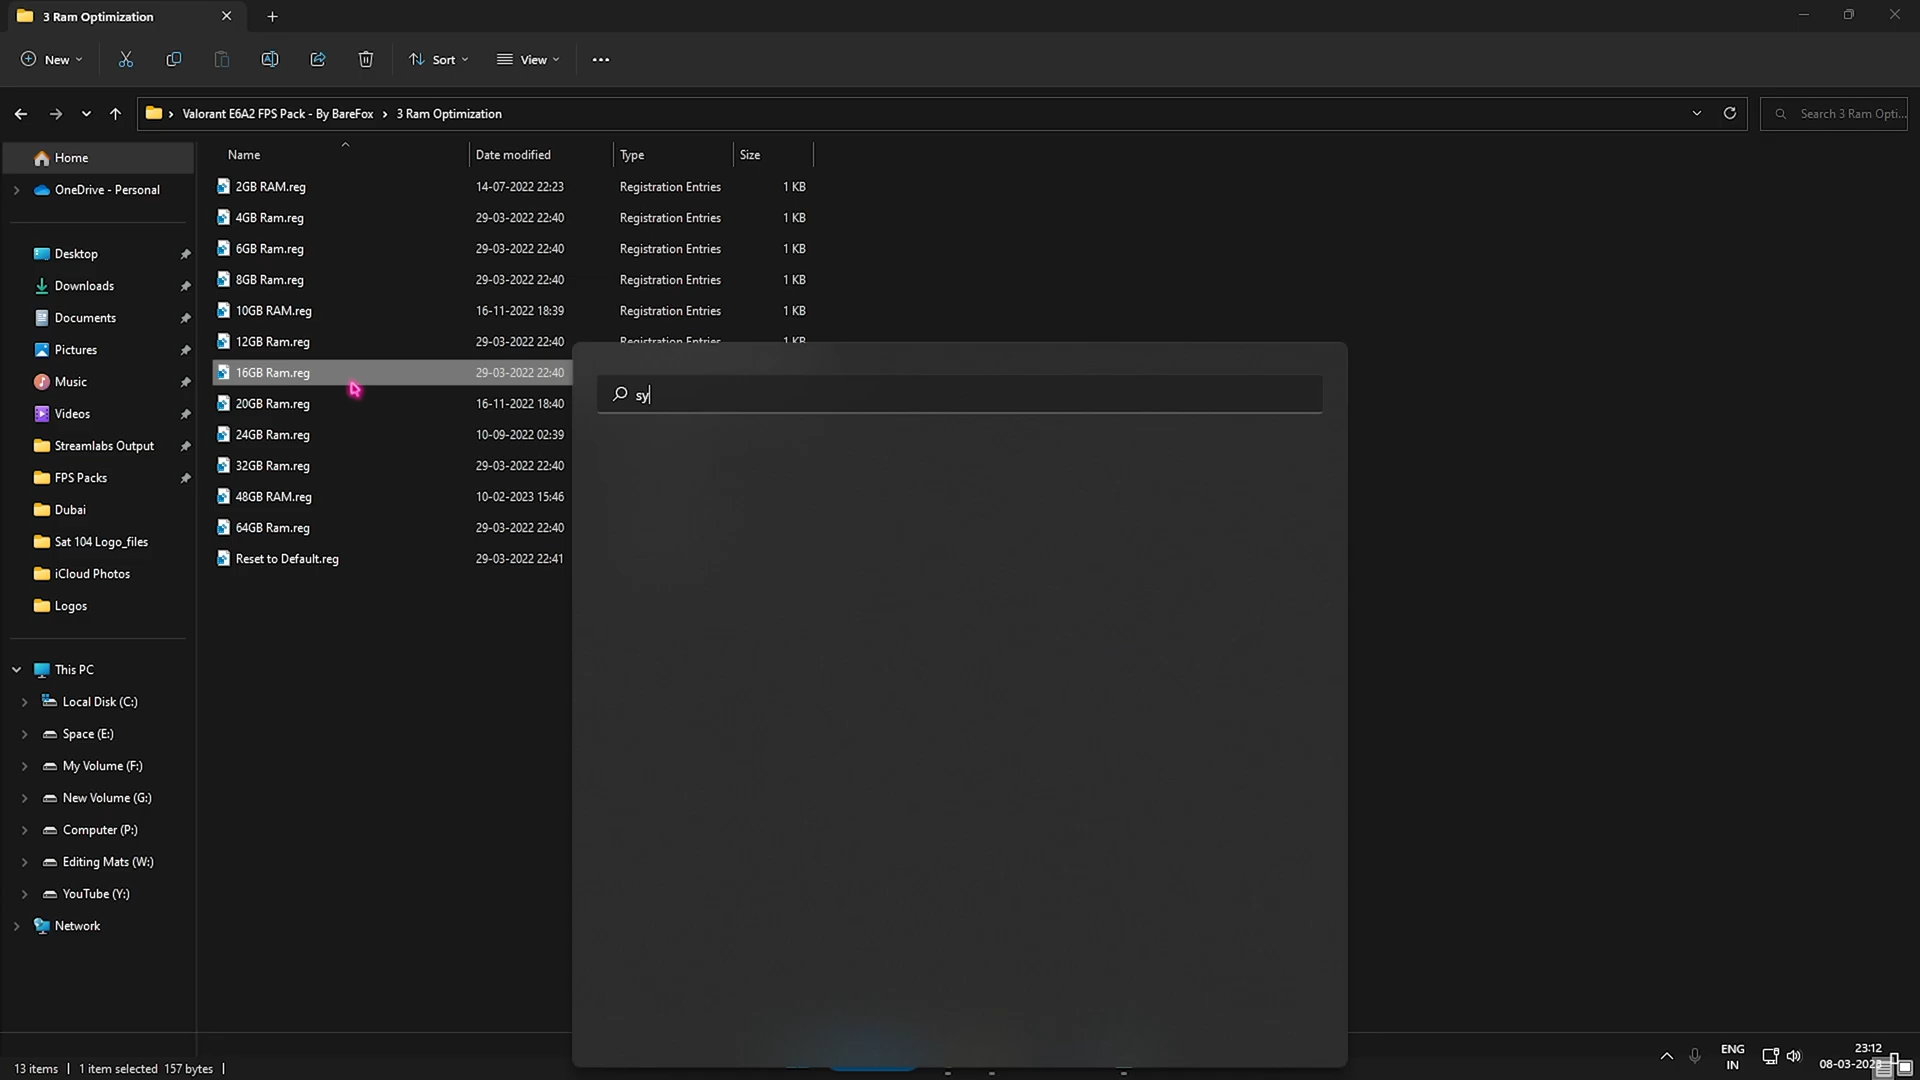 3 Ram Optimization
New
Sort
View
Valorant E6A2 FPS Pack - By BareFox
3 Ram Optimization
Search 3 Ram Opti...
Name
Date modified
Type
Size
Home
OneDrive - Personal
Desktop
Downloads
Documents
Pictures
Music
Videos
Streamlabs Output
FPS Packs
Dubai
Sat 104 Logo_files
iCloud Photos
Logos
This PC
Local Disk (C:)
Space (E:)
My Volume (F:)
New Volume (G:)
Computer (P:)
Editing Mats (W:)
YouTube (Y:)
Network
2GB RAM.reg 14-07-2022 22:23 Registration Entries 1 KB
4GB Ram.reg 29-03-2022 22:40 Registration Entries 1 KB
6GB Ram.reg 29-03-2022 22:40 Registration Entries 1 KB
8GB Ram.reg 29-03-2022 22:40 Registration Entries 1 KB
10GB RAM.reg 16-11-2022 18:39 Registration Entries 1 KB
12GB Ram.reg 29-03-2022 22:40 Registration Entries 1 KB
16GB Ram.reg 29-03-2022 22:40
20GB Ram.reg 16-11-2022 18:40
24GB Ram.reg 10-09-2022 02:39
32GB Ram.reg 29-03-2022 22:40
48GB RAM.reg 10-02-2023 15:46
64GB Ram.reg 29-03-2022 22:40
Reset to Default.reg 29-03-2022 22:41
sy
13 items
1 item selected 157 bytes
ENG
IN
23:12